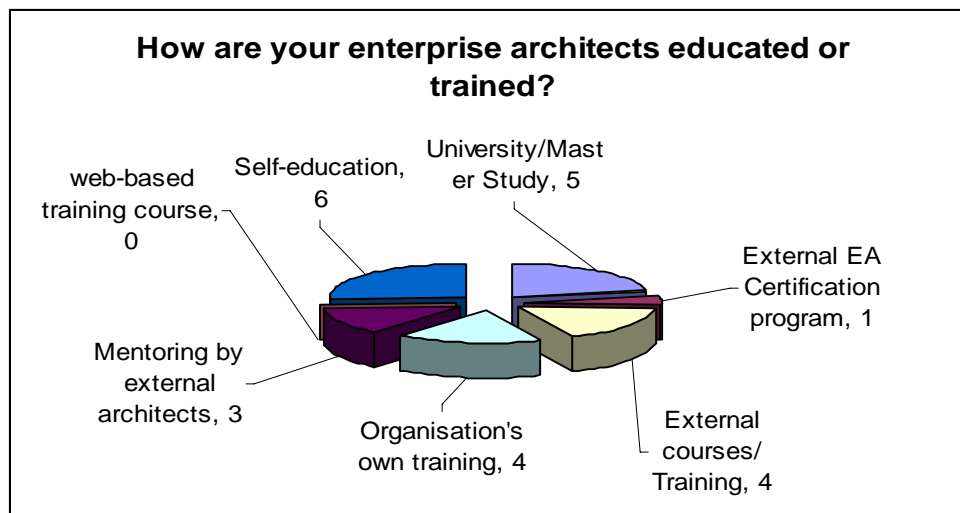 How are your enterprise architects educated or
trained?
University/Mast
er Study, 5
External EA
Certification
program, 1
External
courses/
Training, 4
Organisation's
own training, 4
Mentoring by
external
architects, 3
web-based
training course,
0
Self-education,
6